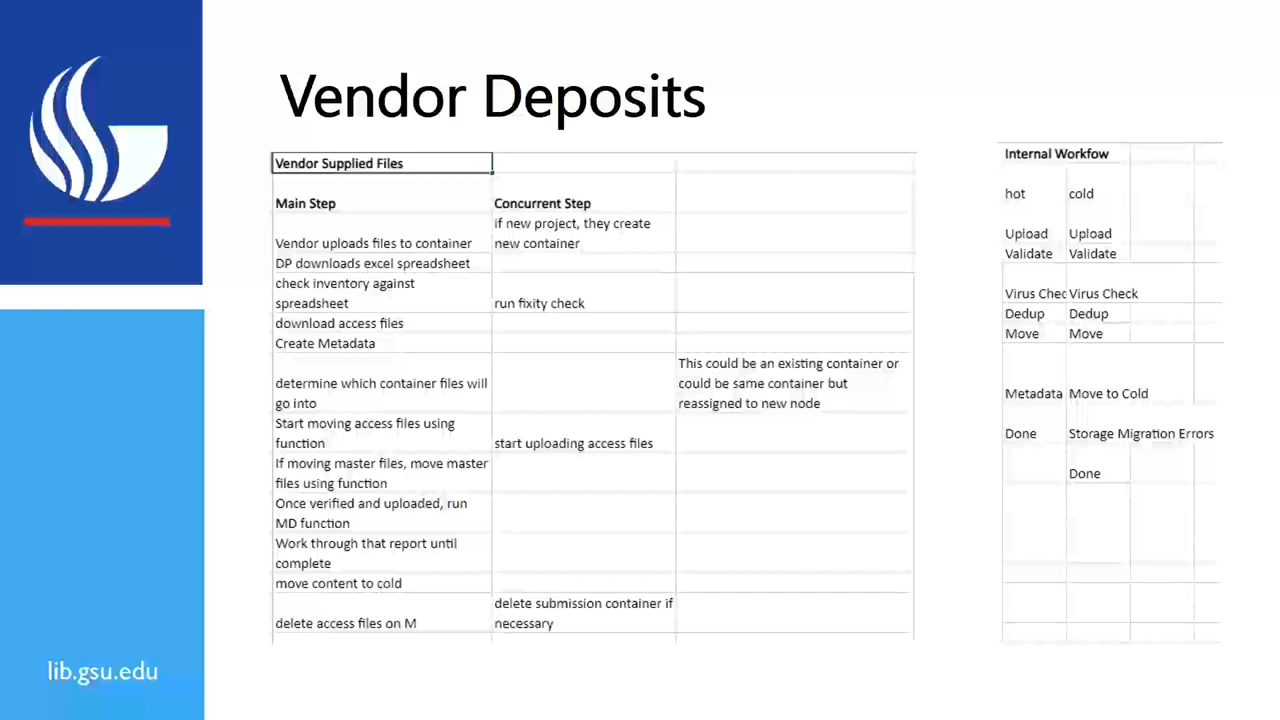 Vendor Deposits
Vendor Supplied Files
Main Step
Concurrent Step
if new project, they create
new container
Vendor uploads files to container
DP downloads excel spreadsheet
check inventory against
spreadsheet
run fixity check
download access files
Create Metadata
determine which container files will
go into
This could be an existing container or
could be same container but
reassigned to new node
Start moving access files using
function
start uploading access files
If moving master files, move master
files using function
Once verified and uploaded, run
MD function
Work through that report until
complete
move content to cold
delete access files on M
delete submission container if
necessary
Internal Workfow
hot cold
Upload Upload
Validate Validate
Virus Chec Virus Check
Dedup Dedup
Move Move
Metadata Move to Cold
Done Storage Migration Errors
Done
lib.gsu.edu